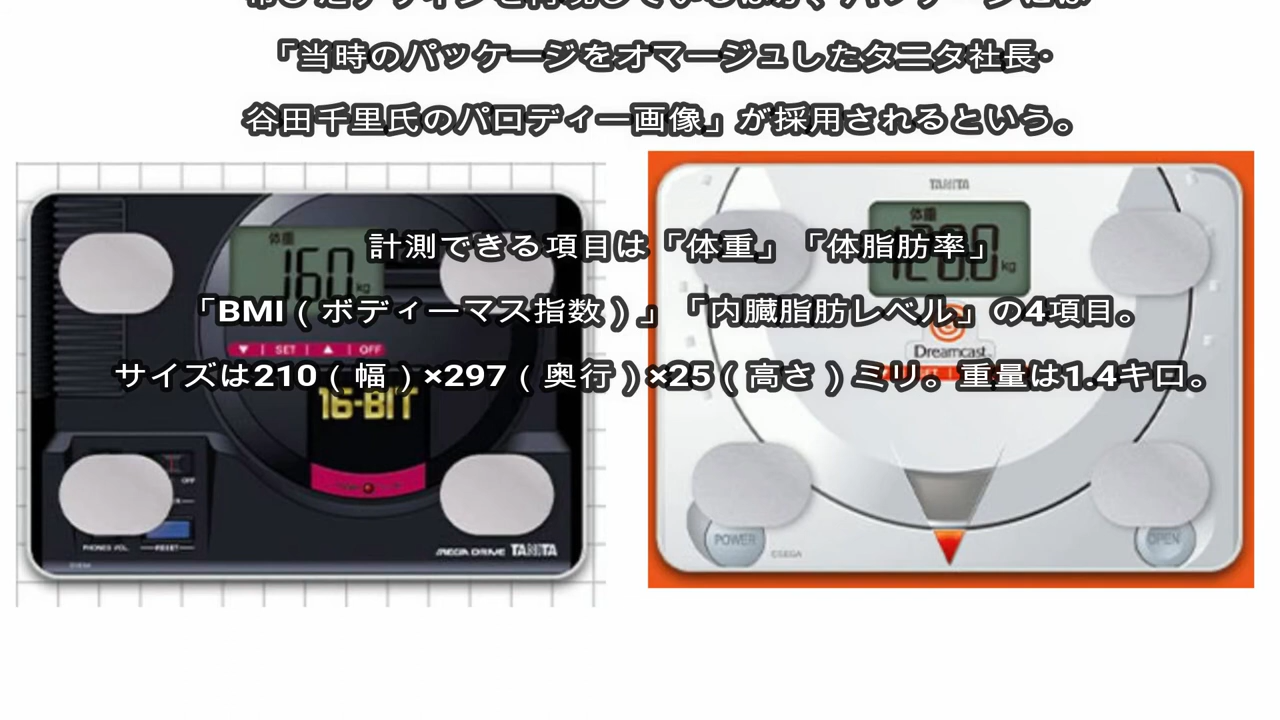 「当時のパッケージをオマージュしたタニタ社長・
谷田千里氏のパロディー画像」が採用されるという。
計測できる項目は「体重」「体脂肪率」
「BMI（ボディーマス指数）」「内臓脂肪レベル」の4項目。
サイズは210（幅）×297（奥行）×25（高さ）ミリ。重量は1.4キロ。
体重
160
kg
▼ | SET | ▲ | OFF
16-BIT
OFF
PHONES VOL.
RESET
MEGA DRIVE TANITA
TANITA
体重
kg
Dreamcast
POWER
©SEGA
OPEN